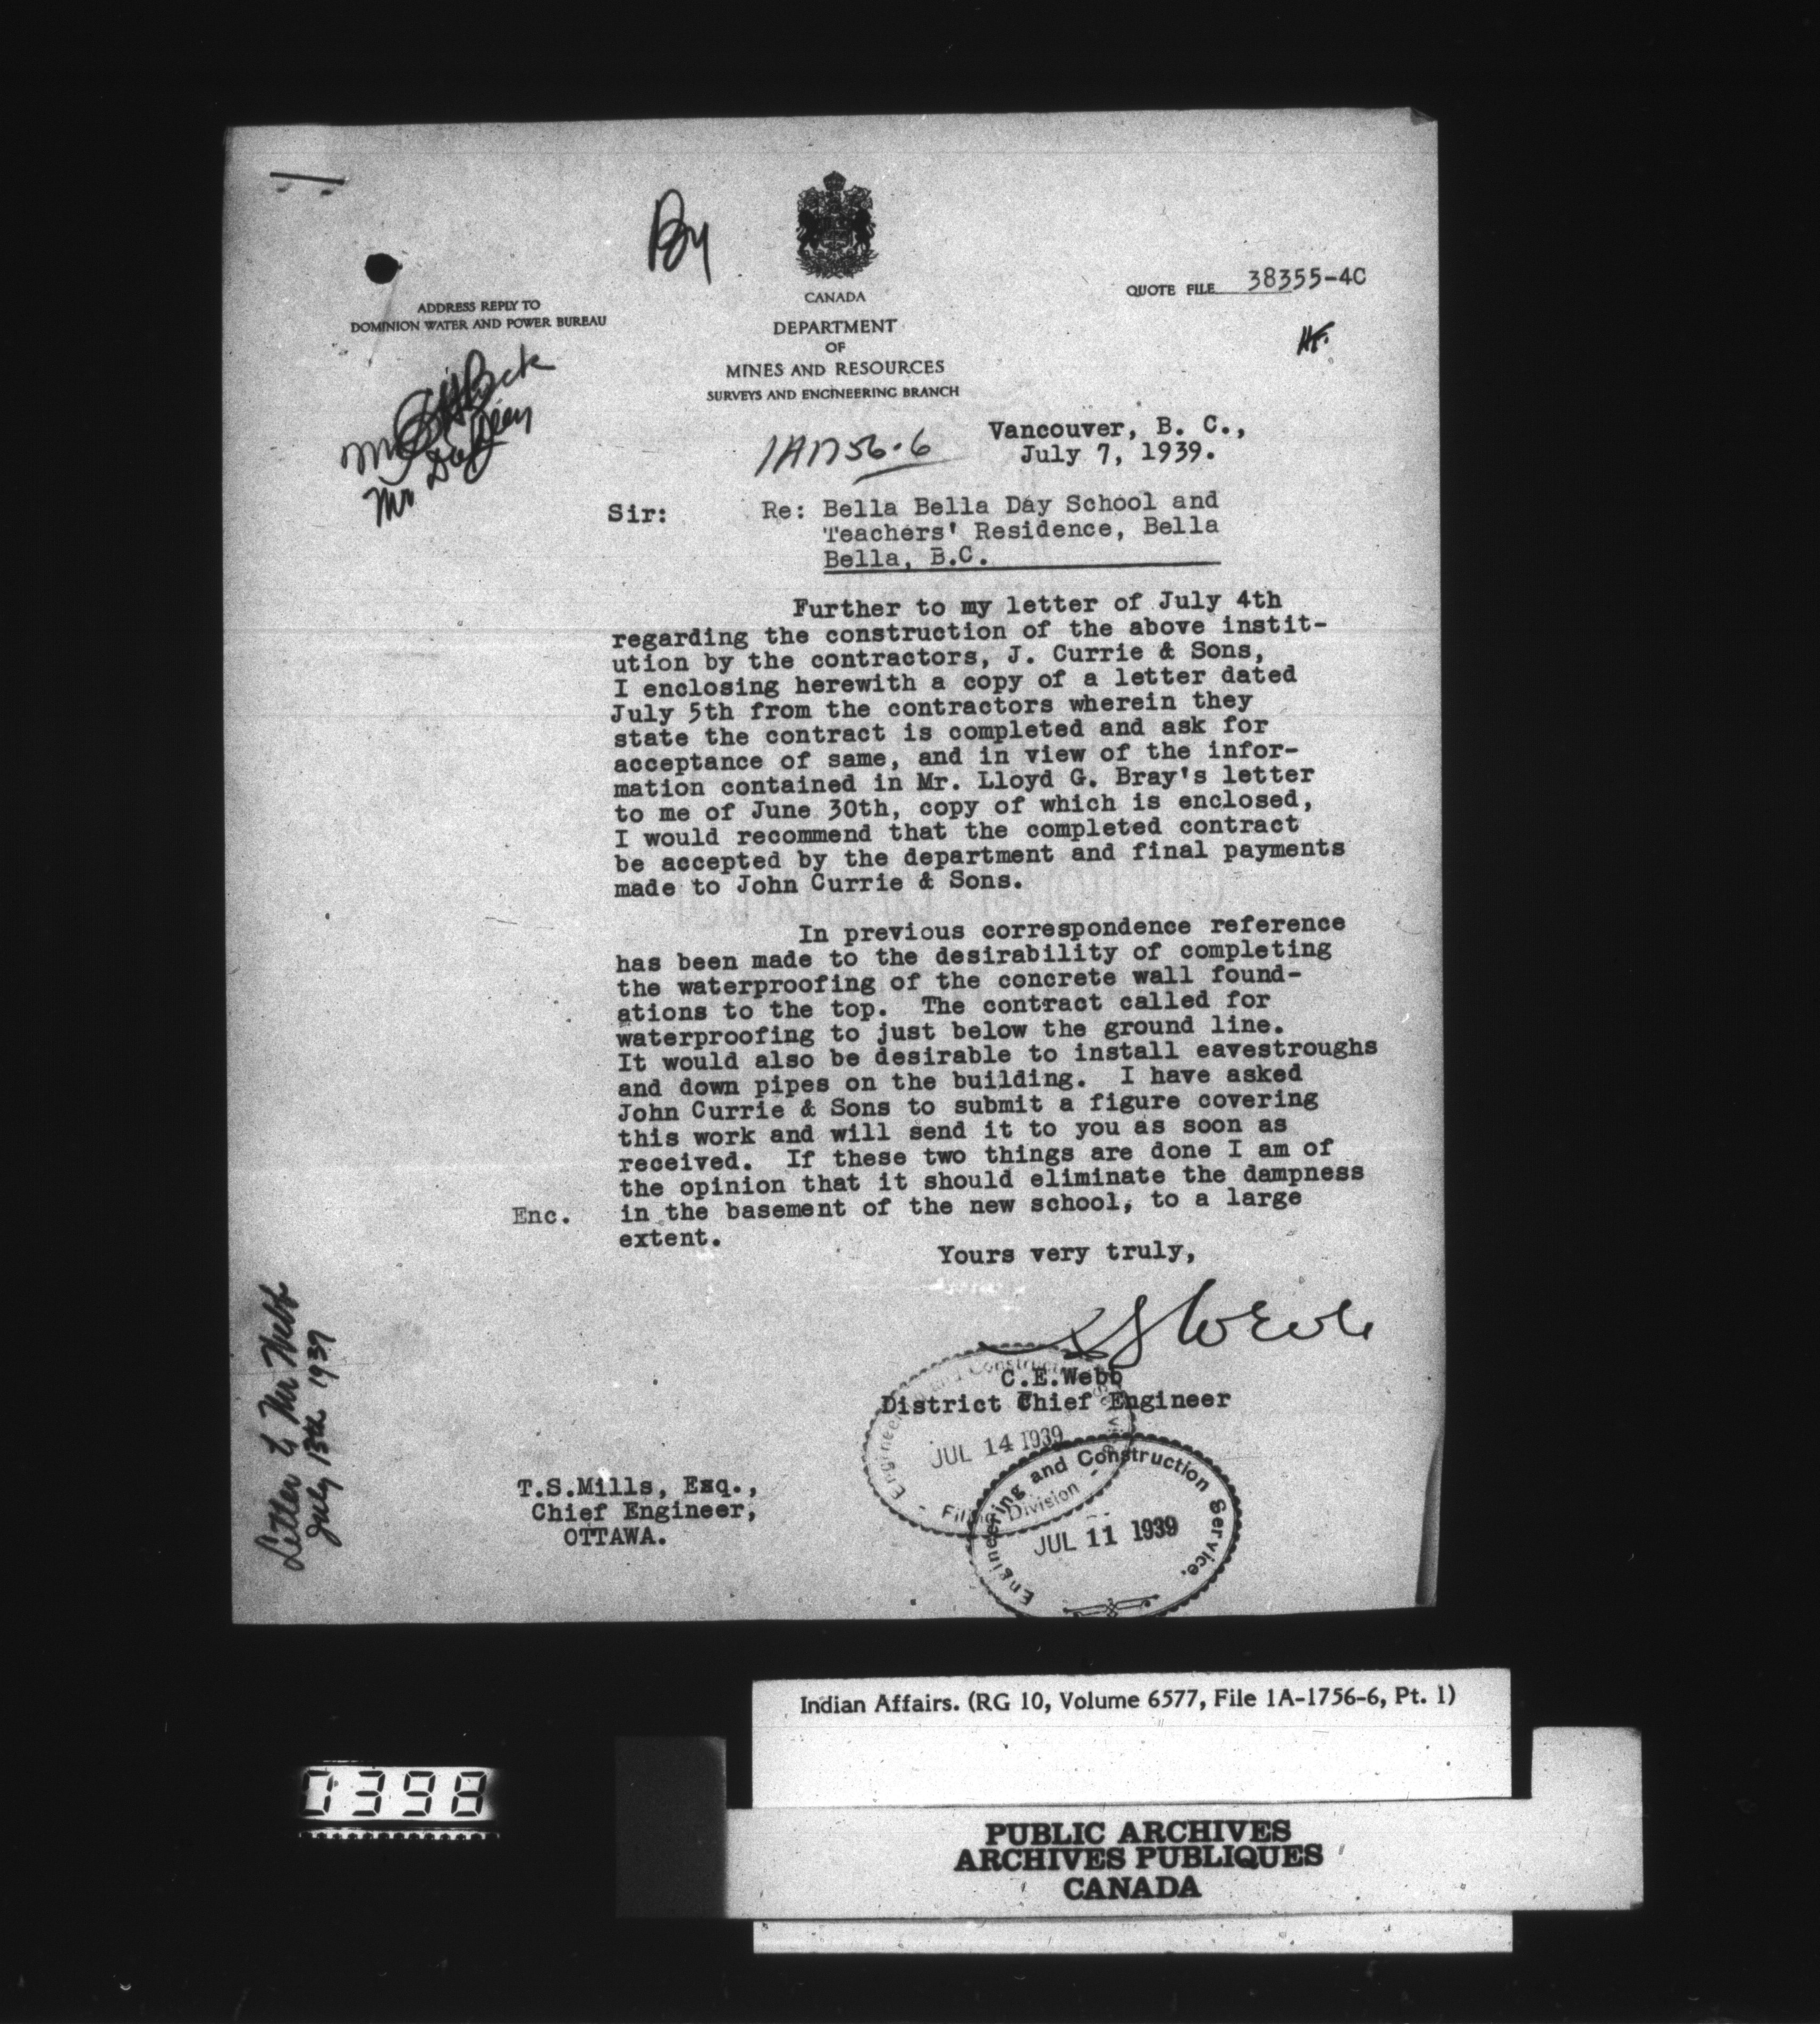 By
CANADA
ADDRESS REPLY TO
DOMINION WATER AND POWER BUREAU
QUOTE FILE 38355-4C
DEPARTMENT
OF
MINES AND RESOURCES
SURVEYS AND ENGINEERING BRANCH
Mr
Mr
1A1756-6
Vancouver, B. C.,
July 7, 1939.
Sir:
Re: Bella Bella Day School and
Teachers' Residence, Bella
Bella, B.C.
Further to my letter of July 4th
regarding the construction of the above instit-
ution by the contractors, J. Currie & Sons,
I enclosing herewith a copy of a letter dated
July 5th from the contractors wherein they
state the contract is completed and ask for
acceptance of same, and in view of the infor-
mation contained in Mr. Lloyd G. Bray's letter
to me of June 30th, copy of which is enclosed,
I would recommend that the completed contract
be accepted by the department and final payments
made to John Currie & Sons.
In previous correspondence reference
has been made to the desirability of completing
the waterproofing of the concrete wall found-
ations to the top. The contract called for
waterproofing to just below the ground line.
It would also be desirable to install eavestroughs
and down pipes on the building. I have asked
John Currie & Sons to submit a figure covering
this work and will send it to you as soon as
received. If these two things are done I am of
the opinion that it should eliminate the dampness
in the basement of the new school, to a large
extent.
Enc.
Yours very truly,
C.E.Webb
District Chief Engineer
Engineering and Construction Service
JUL 14 1939
Filing Division
Engineering and Construction Service.
JUL 11 1939
T.S.Mills, Esq.,
Chief Engineer,
OTTAWA.
Letter to Mr Webb
July 13th 1939
Indian Affairs. (RG 10, Volume 6577, File 1A-1756-6, Pt. 1)
0398
PUBLIC ARCHIVES
ARCHIVES PUBLIQUES
CANADA